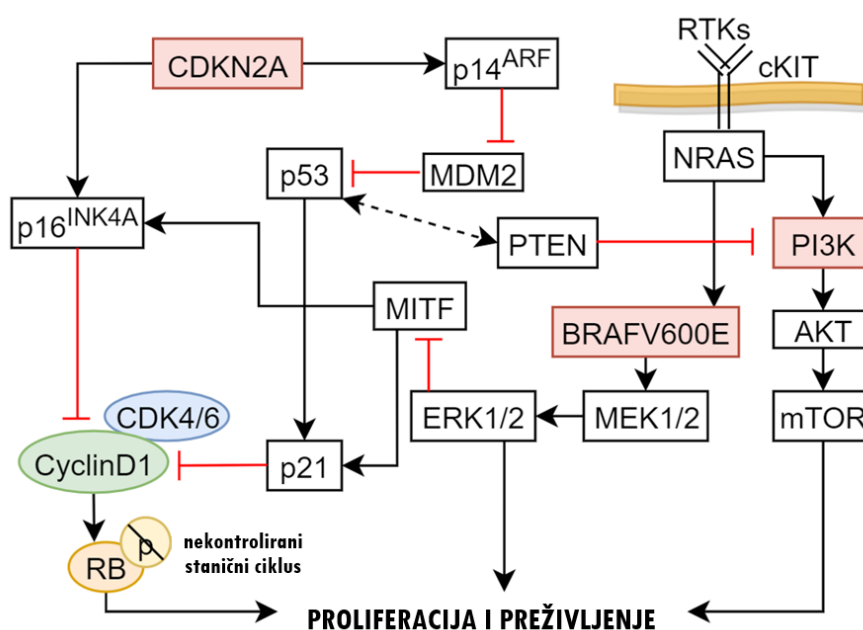 RTKs
cKIT
CDKN2A
p14ARF
NRAS
p53
MDM2
p16INK4A
PTEN
PI3K
MITF
BRAFV600E
AKT
CDK4/6
ERK1/2
MEK1/2
mTOR
CyclinD1
p21
p
RB
nekontrolirani
stanični ciklus
PROLIFERACIJA I PREŽIVLJENJE